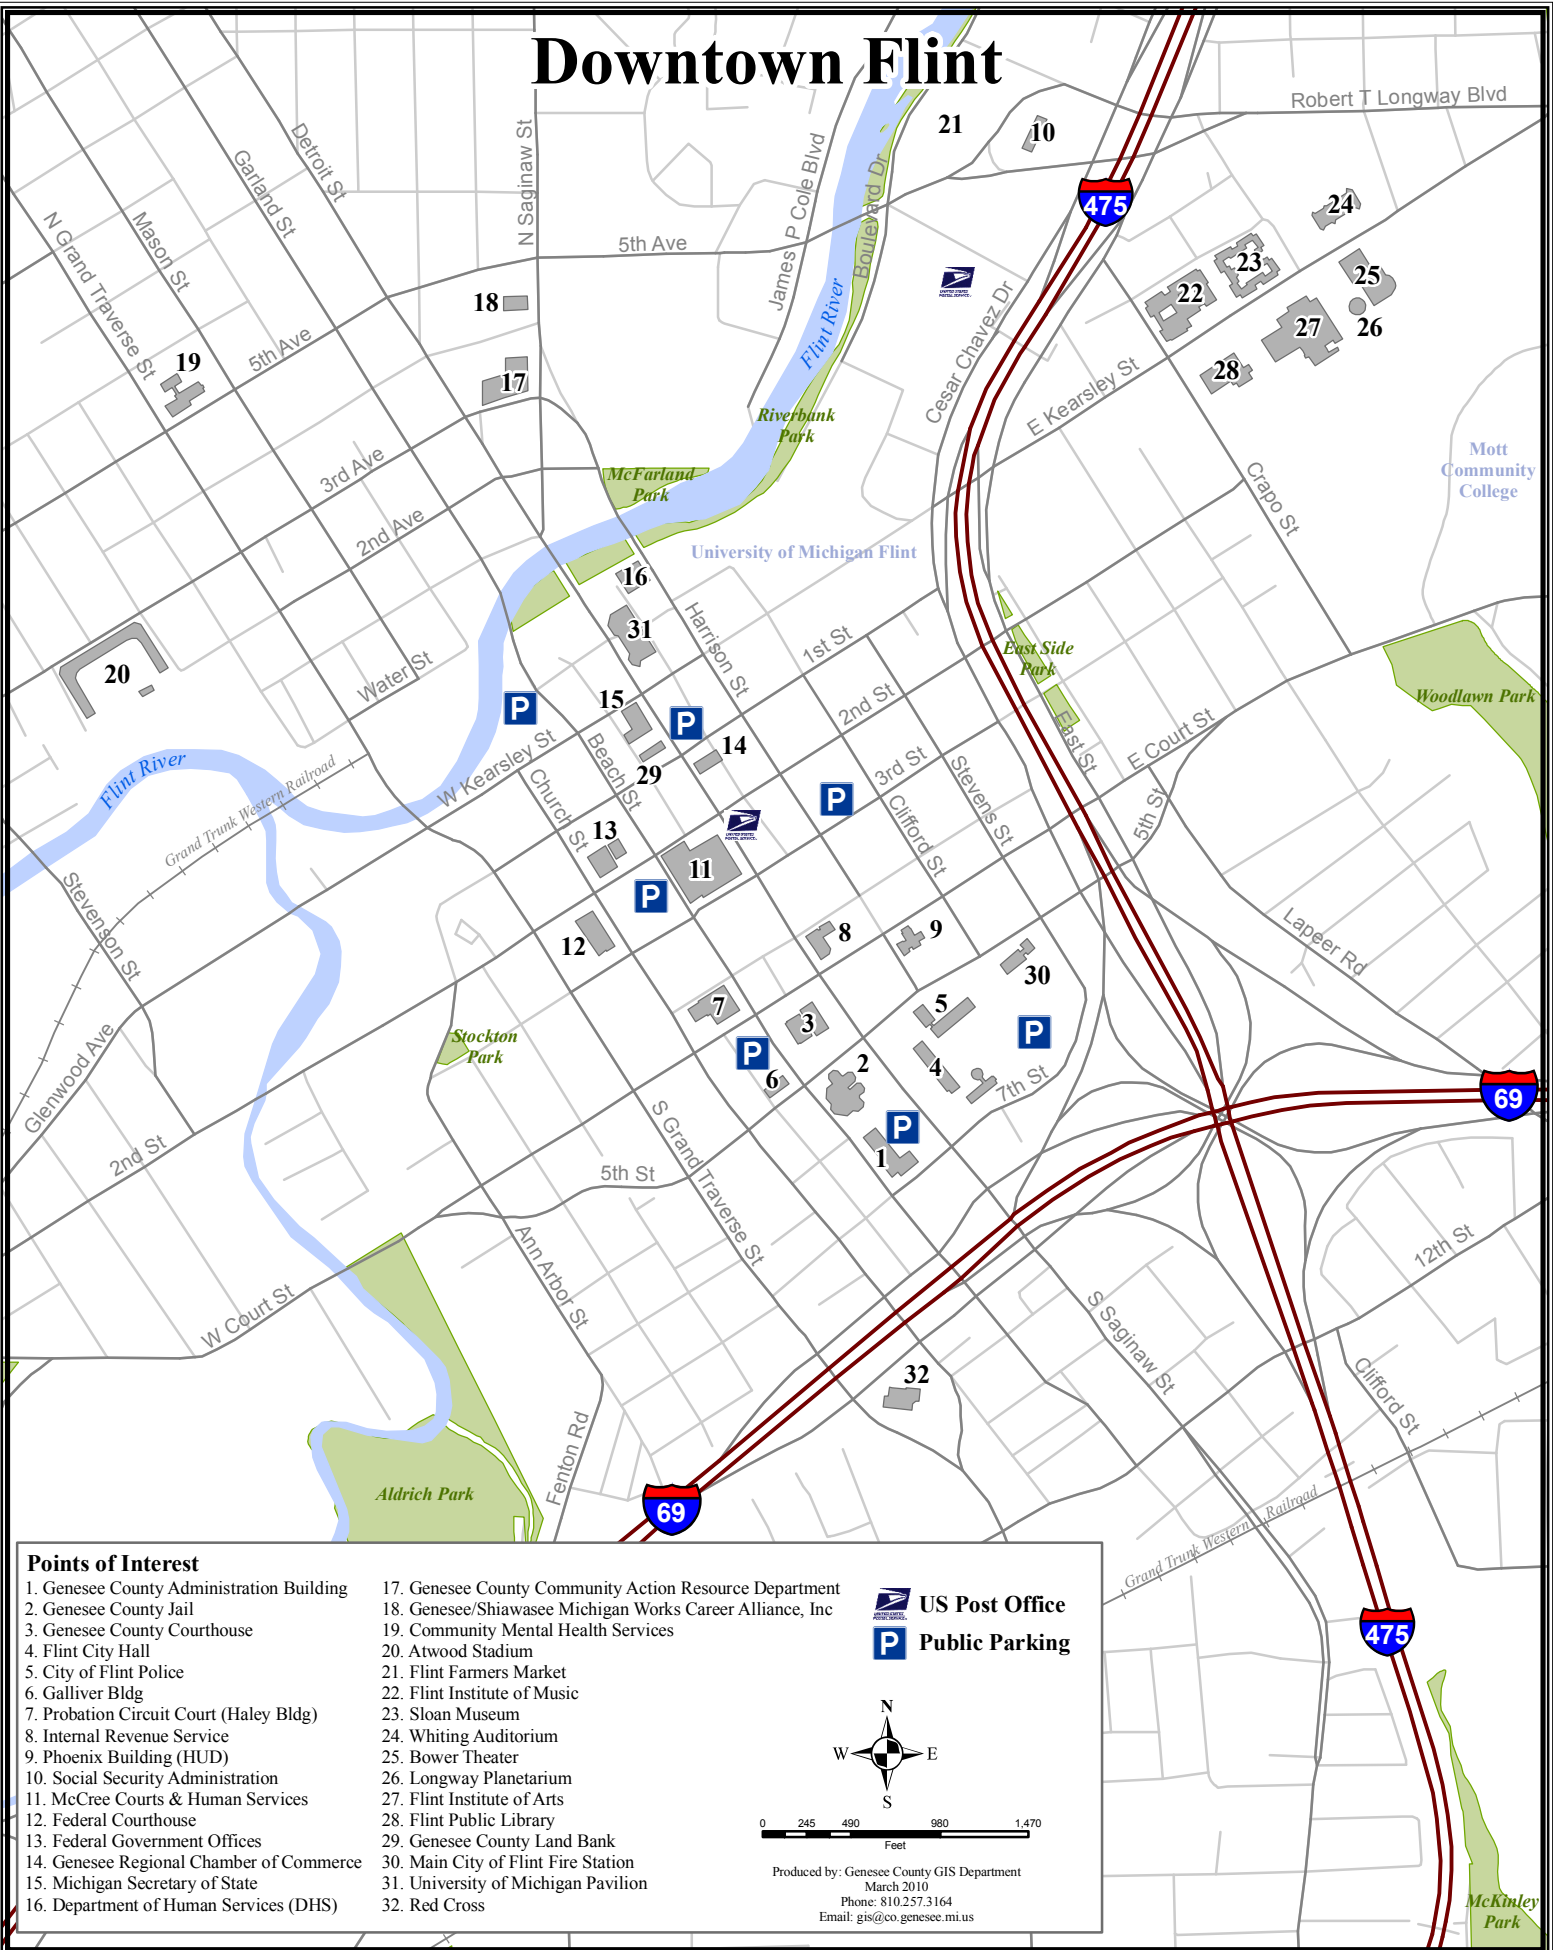 Downtown Flint
Robert T Longway Blvd
21
10
Detroit St
Garland St
N Saginaw St
James P Cole Blvd
Boulevard Dr
475
24
Mason St
N Grand Traverse St
5th Ave
23
25
22
18
UNITED STATES
POSTAL SERVICE
Cesar Chavez Dr
Flint River
26
27
5th Ave
19
17
28
E Kearsley St
Riverbank
Park
Mott
Community
College
3rd Ave
McFarland
Park
Crapo St
2nd Ave
University of Michigan Flint
16
31
Harrison St
1st St
East Side
Park
20
Water St
P
15
P
14
2nd St
East St
E Court St
Woodlawn Park
W Kearsley St
Beach St
29
Church St
3rd St
Stevens St
P
Flint River
Grand Trunk Western Railroad
5th St
Clifford St
UNITED STATES
POSTAL SERVICE
13
11
P
Stevenson St
12
8
9
30
Lapeer Rd
7
3
5
P
Stockton
Park
P
6
2
4
7th St
69
Glenwood Ave
2nd St
P
1
5th St
S Grand Traverse St
Ann Arbor St
12th St
W Court St
S Saginaw St
32
Clifford St
Fenton Rd
Aldrich Park
69
Grand Trunk Western Railroad
475
McKinley
Park
Points of Interest
1. Genesee County Administration Building
2. Genesee County Jail
3. Genesee County Courthouse
4. Flint City Hall
5. City of Flint Police
6. Galliver Bldg
7. Probation Circuit Court (Haley Bldg)
8. Internal Revenue Service
9. Phoenix Building (HUD)
10. Social Security Administration
11. McCree Courts & Human Services
12. Federal Courthouse
13. Federal Government Offices
14. Genesee Regional Chamber of Commerce
15. Michigan Secretary of State
16. Department of Human Services (DHS)
17. Genesee County Community Action Resource Department
18. Genesee/Shiawasee Michigan Works Career Alliance, Inc
19. Community Mental Health Services
20. Atwood Stadium
21. Flint Farmers Market
22. Flint Institute of Music
23. Sloan Museum
24. Whiting Auditorium
25. Bower Theater
26. Longway Planetarium
27. Flint Institute of Arts
28. Flint Public Library
29. Genesee County Land Bank
30. Main City of Flint Fire Station
31. University of Michigan Pavilion
32. Red Cross
UNITED STATES
POSTAL SERVICE
US Post Office
P Public Parking
N
W E
S
0 245 490 980 1,470
Feet
Produced by: Genesee County GIS Department
March 2010
Phone: 810.257.3164
Email: gis@co.genesee.mi.us